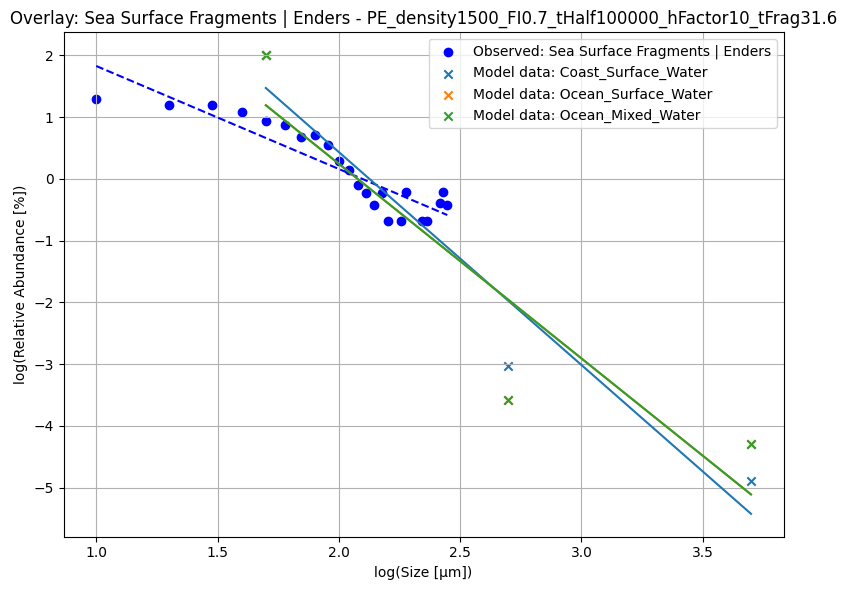 Overlay: Sea Surface Fragments | Enders - PE_density1500_FI0.7_tHalf100000_hFactor10_tFrag31.6
Observed: Sea Surface Fragments | Enders
Model data: Coast_Surface_Water
Model data: Ocean_Surface_Water
Model data: Ocean_Mixed_Water
log(Relative Abundance [%])
2
1
0
−1
−2
−3
−4
−5
1.0
1.5
2.0
2.5
3.0
3.5
log(Size [μm])